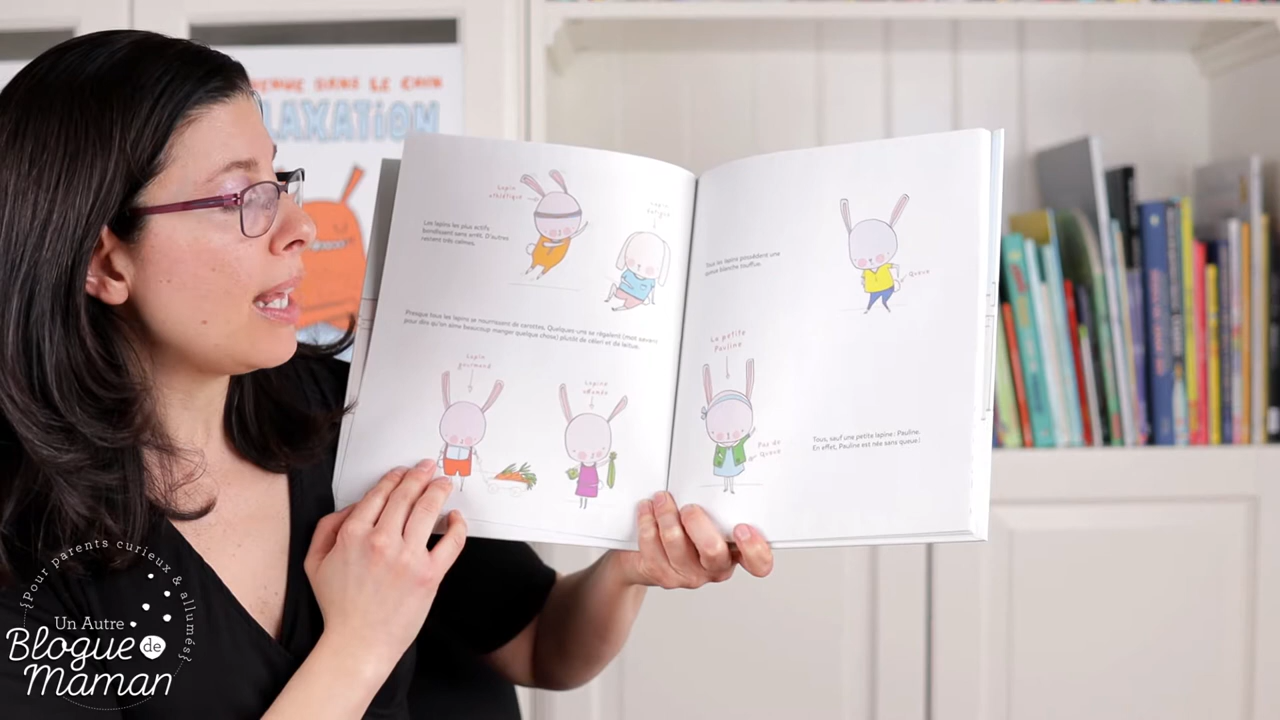 DANS LE COIN
LAXATION
Lapin
athlétique
Lapin
Les lapins les plus actifs
bondissent sans arrêt. D'autres
restent très calmes.
Presque tous les lapins se nourrissent de carottes. Quelques-uns se régalent (mot savant
pour dire qu'on aime beaucoup manger quelque chose) plutôt de céleri et de laitue.
Lapin
gourmand
Lapine
Tous les lapins possèdent une
queue blanche touffue.
Queue
La petite
Pauline
Pas de
queue
Tous, sauf une petite lapine : Pauline.
En effet, Pauline est née sans queue !
{Pour parents curieux & allumés}
Un Autre
Blogue de
Maman